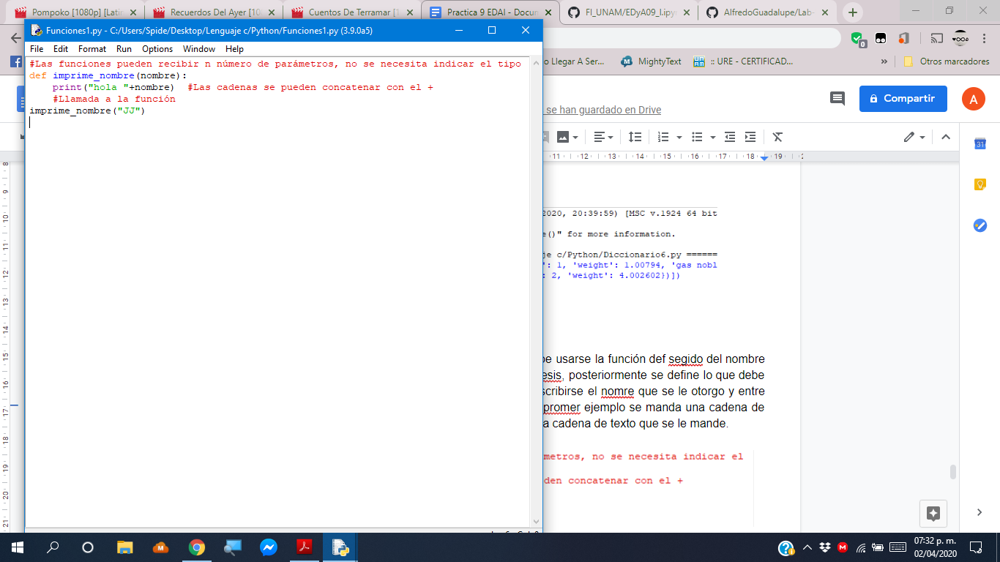 Pompoko [1080p] [Latin
Recuerdos Del Ayer [10
Cuentos De Terramar [1
Practica 9 EDAI - Docun
FI_UNAM/EDyA09_I.ipy
AlfredoGuadalupe/Lab-
Funciones1.py - C:/Users/Spide/Desktop/Lenguaje c/Python/Funciones1.py (3.9.0a5)
File Edit Format Run Options Window Help
#Las funciones pueden recibir n número de parámetros, no se necesita indicar el tipo
def imprime_nombre(nombre):
print("hola "+nombre) #Las cadenas se pueden concatenar con el +
#Llamada a la función
imprime_nombre("JJ")
0
o Llegar A Ser...
MightyText
:: URE - CERTIFICAD...
»
Otros marcadores
Compartir
A
se han guardado en Drive
31
11 12 13 14 15 16 17 18 19
8
9
10
11
12
13
14
15
16
17
18
19
20
21
2020, 20:39:59) [MSC v.1924 64 bit
e()" for more information.
je c/Python/Diccionario6.py ======
': 1, 'weight': 1.00794, 'gas nobl
: 2, 'weight': 4.002602})])
be usarse la función def segido del nombre
esis, posteriormente se define lo que debe
scribirse el nomre que se le otorgo y entre
promer ejemplo se manda una cadena de
a cadena de texto que se le mande.
metros, no se necesita indicar el
den concatenar con el +
07:32 p. m.
02/04/2020